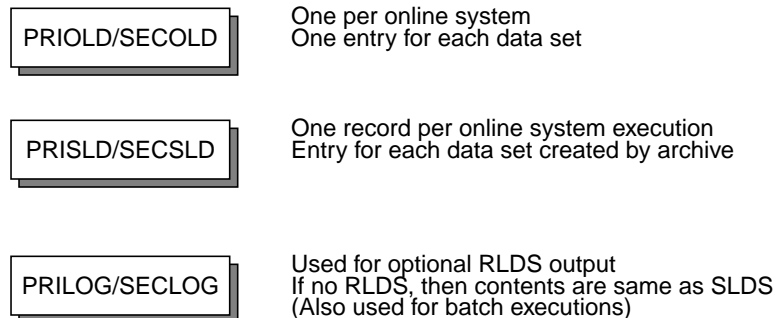 PRIOLD/SECOLD
One per online system
One entry for each data set
PRISLD/SECSLD
One record per online system execution
Entry for each data set created by archive
PRILOG/SECLOG
Used for optional RLDS output
If no RLDS, then contents are same as SLDS
(Also used for batch executions)